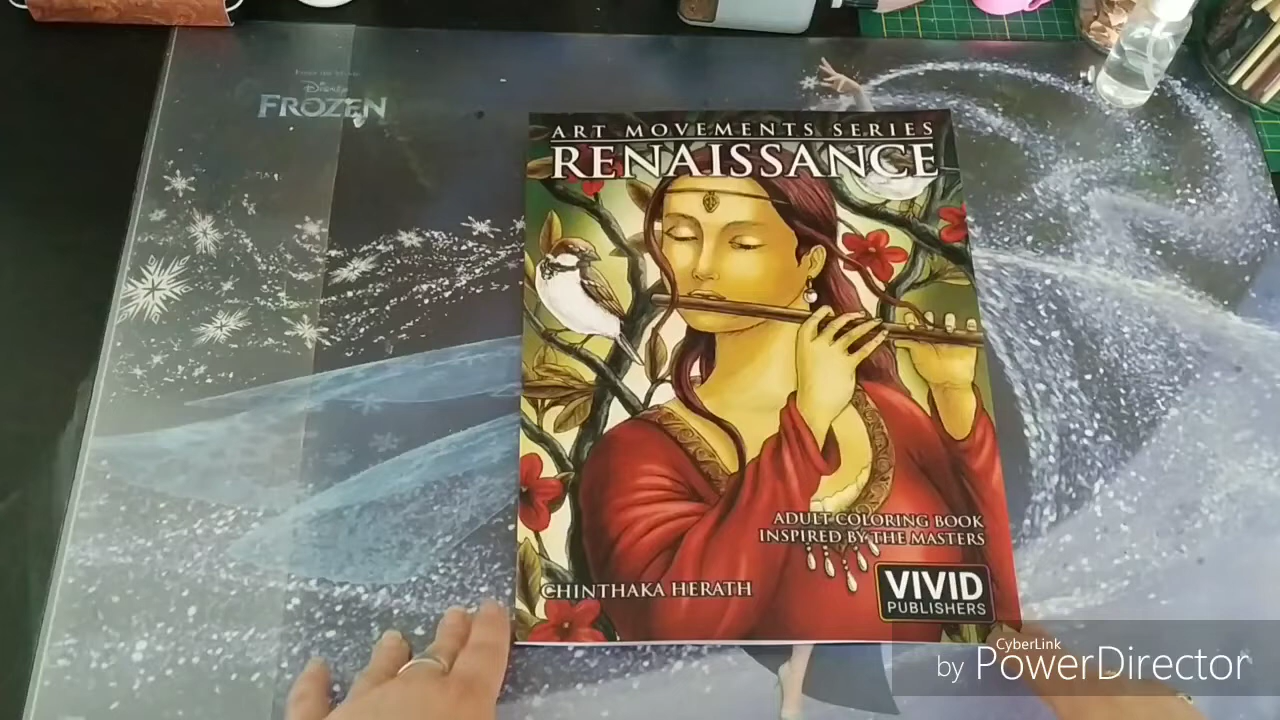 Disney
FROZEN
ART MOVEMENTS SERIES
RENAISSANCE
ADULT COLORING BOOK
INSPIRED BY THE MASTERS
CHINTHAKA HERATH
VIVID
PUBLISHERS
CyberLink
by PowerDirector